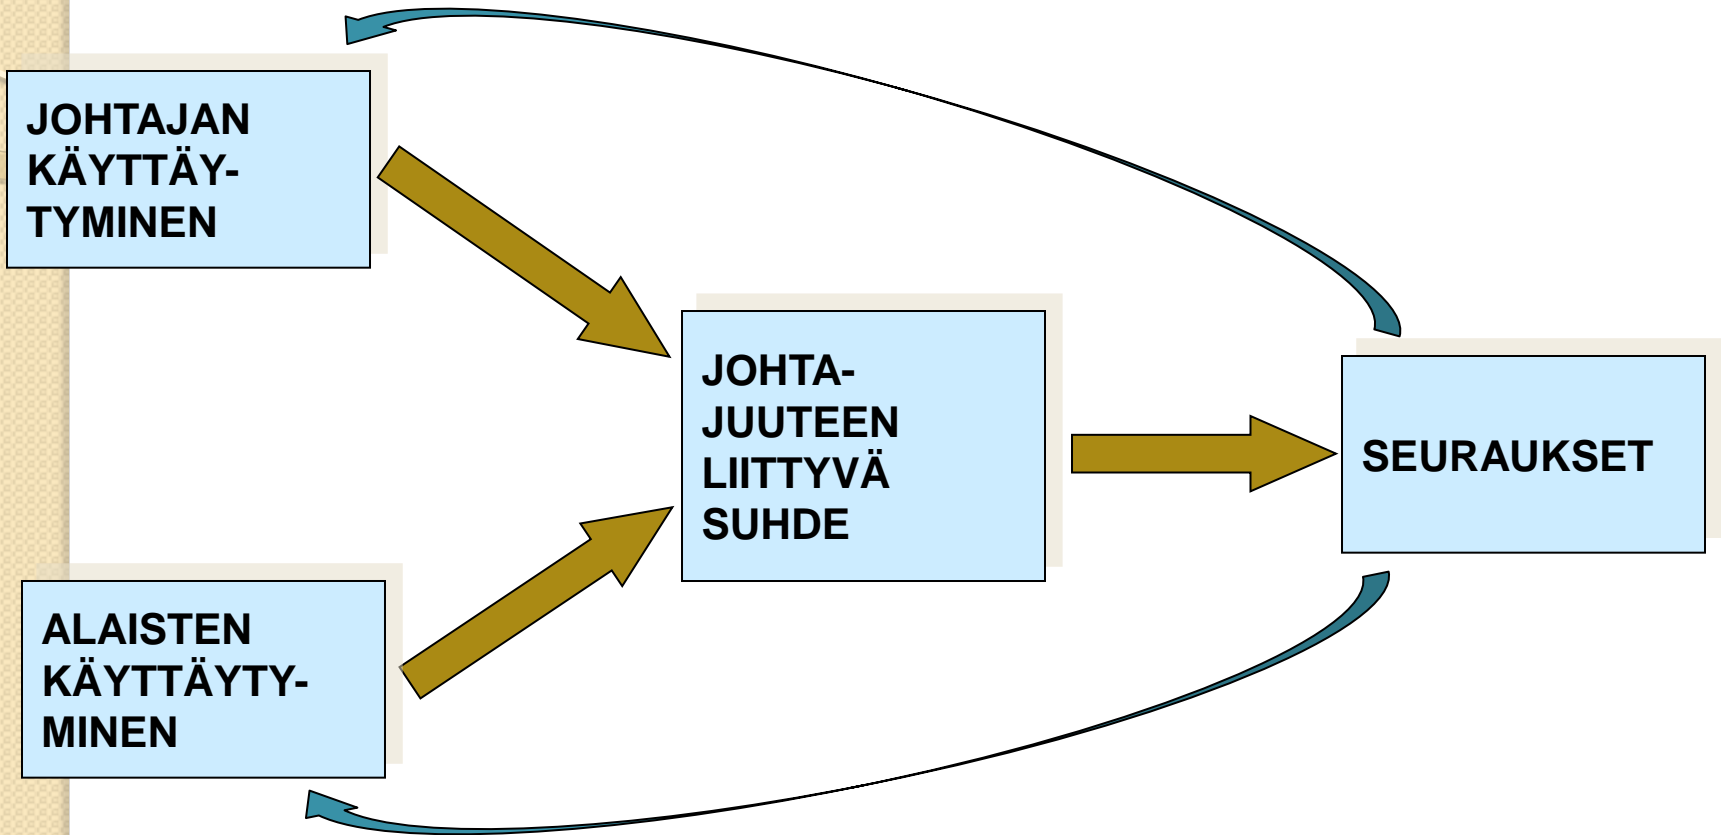 JOHTAJAN
KÄYTTÄY-
TYMINEN
JOHTA-
JUUTEEN
LIITTYVÄ
SUHDE
SEURAUKSET
ALAISTEN
KÄYTTÄYTY-
MINEN